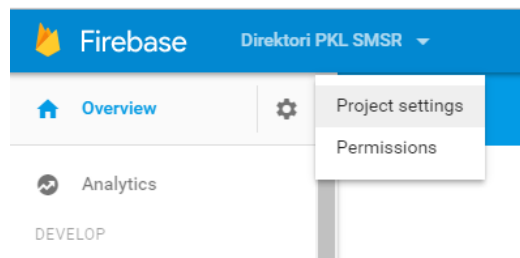 Firebase Direktori PKL SMSR
Overview Project settings
Permissions
Analytics
DEVELOP